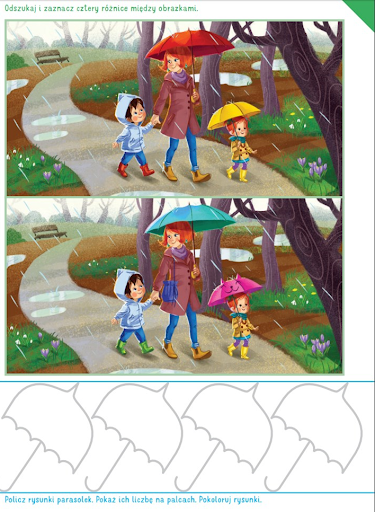 Odszukaj i zaznacz cztery różnice między obrazkami.
Policz rysunki parasolek. Pokaż ich liczbę na palcach. Pokoloruj rysunki.